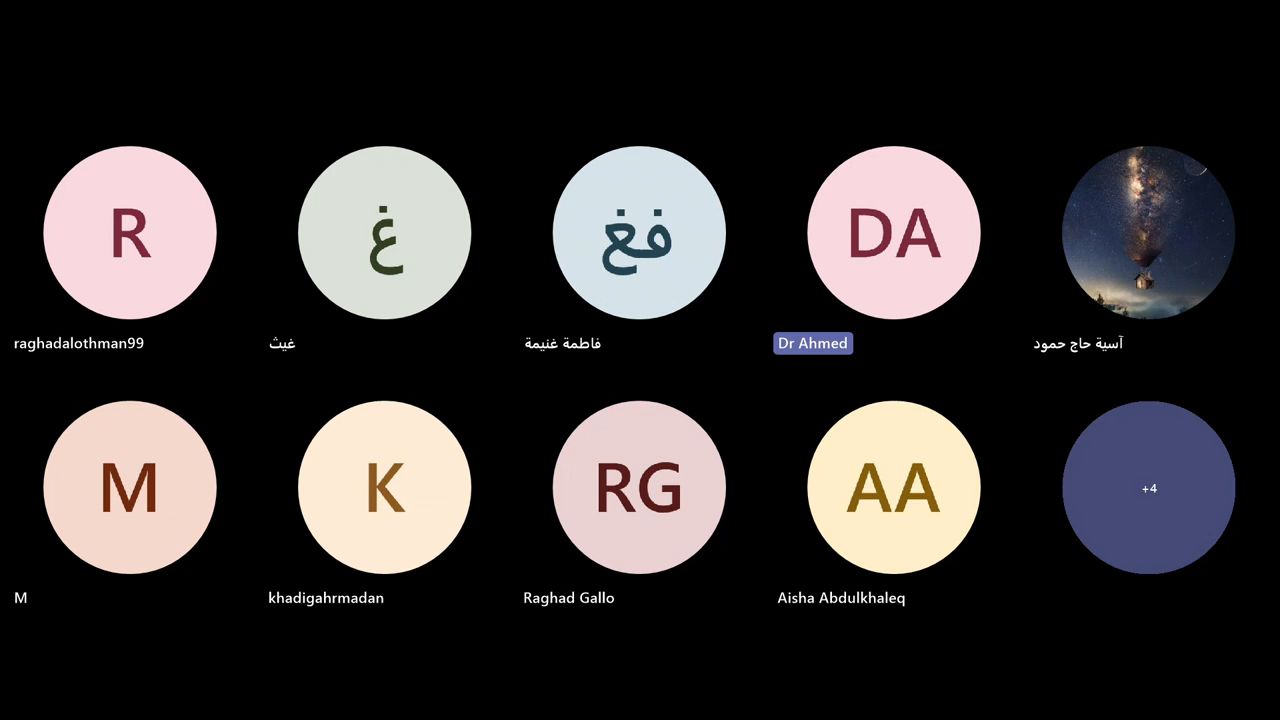 R
غ
فغ
DA
raghadalothman99
غيث
فاطمة غنيمة
Dr Ahmed
آسية حاج حمود
M
K
RG
AA
+4
M
khadigahrmadan
Raghad Gallo
Aisha Abdulkhaleq